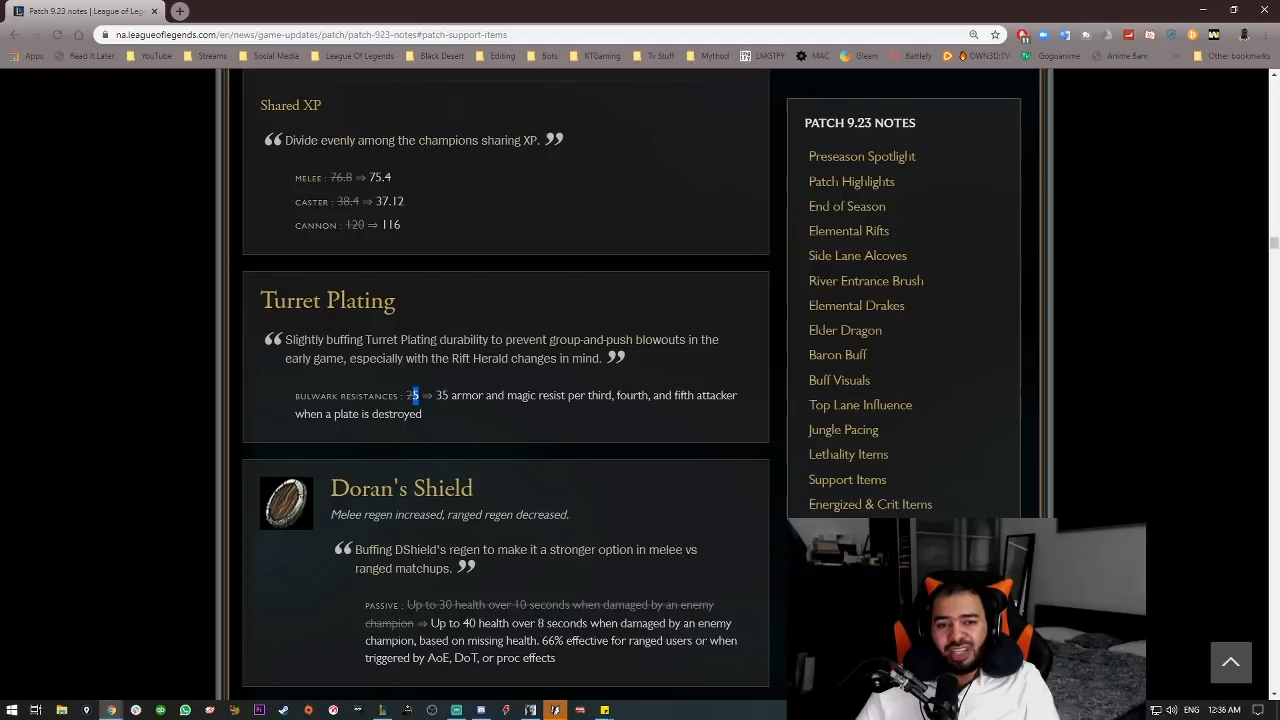 Patch 9.23 notes | League of Leg
na.leagueoflegends.com/en/news/game-updates/patch/patch-923-notes#patch-support-items
Apps Read It Later YouTube Streams Social League Of Legends Black Desert Editing Bots KTGaming Tv Stuff Mythod LMGTFY MAC Gleam Battlefy OWN3D.TV Gogoanime Anime Bam Other bookmarks
Shared XP
Divide evenly among the champions sharing XP.
MELEE : 76.8 ⇒ 75.4
CASTER : 38.4 ⇒ 37.12
CANNON : 120 ⇒ 116
Turret Plating
Slightly buffing Turret Plating durability to prevent group-and-push blowouts in the
early game, especially with the Rift Herald changes in mind.
BULWARK RESISTANCES : 25 ⇒ 35 armor and magic resist per third, fourth, and fifth attacker
when a plate is destroyed
Doran's Shield
Melee regen increased, ranged regen decreased.
Buffing DShield's regen to make it a stronger option in melee vs
ranged matchups.
PASSIVE : Up to 30 health over 10 seconds when damaged by an enemy
champion ⇒ Up to 40 health over 8 seconds when damaged by an enemy
champion, based on missing health. 66% effective for ranged users or when
triggered by AoE, DoT, or proc effects
PATCH 9.23 NOTES
Preseason Spotlight
Patch Highlights
End of Season
Elemental Rifts
Side Lane Alcoves
River Entrance Brush
Elemental Drakes
Elder Dragon
Baron Buff
Buff Visuals
Top Lane Influence
Jungle Pacing
Lethality Items
Support Items
Energized & Crit Items
ENG 12:36 AM